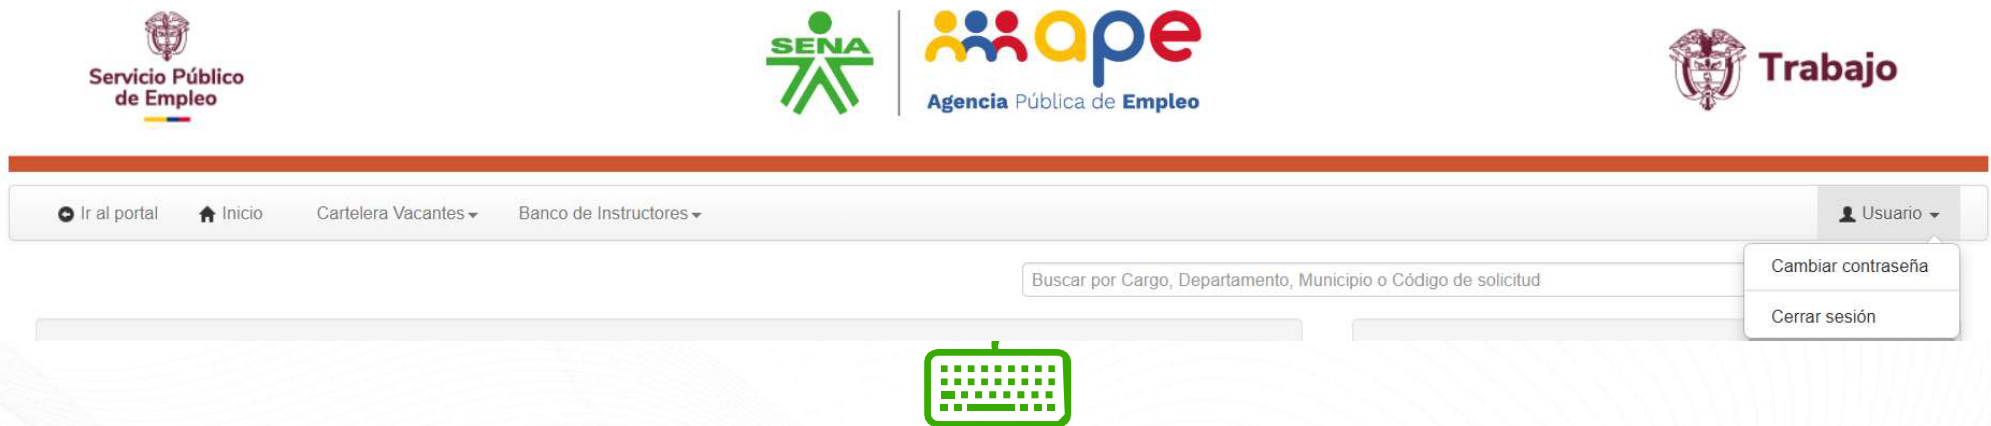 Servicio Público
de Empleo
SENA
ape
Agencia Pública de Empleo
Trabajo
Ir al portal Inicio Cartelera Vacantes Banco de Instructores Usuario
Cambiar contraseña
Buscar por Cargo, Departamento, Municipio o Código de solicitud
Cerrar sesión